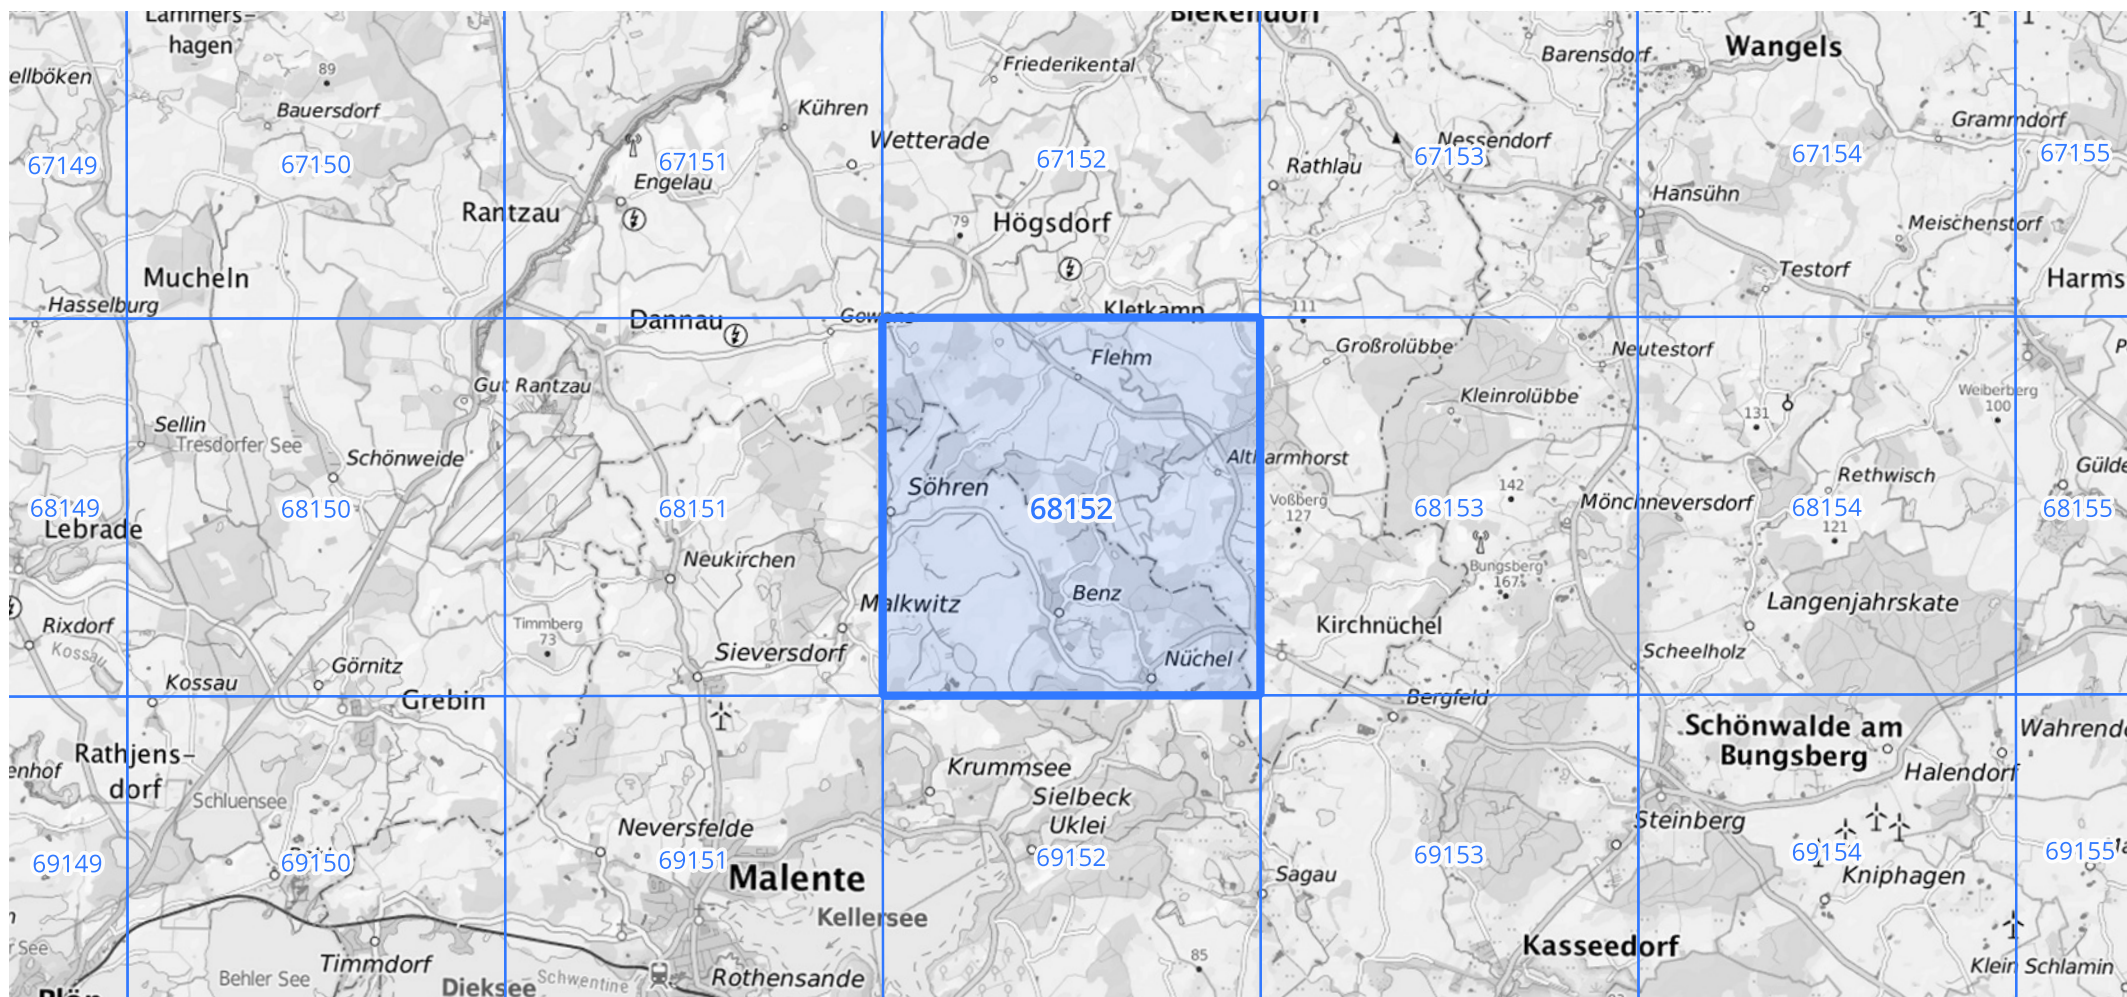 Lammers-
hagen
Blekendorf
Wangels
ellböken
89
Bauersdorf
Friederikental
Barensdorf
Kühren
Wetterade
Nessendorf
Grammdorf
67149
67150
67151
67152
67153
67154
67155
Engelau
Rathlau
Hansühn
Rantzau
79
Högsdorf
Meischenstorf
Mucheln
Testorf
Harms
Hasselburg
Dannau
Gowens
Kletkamp
111
Flehm
Großrolübbe
Neutestorf
Gut Rantzau
Kleinrolübbe
Weiberberg
100
131
Sellin
Tresdorfer See
Schönweide
Altharmhorst
Rethwisch
Gülde
Söhren
Voßberg
127
142
Mönchneversdorf
68149
68150
68151
68152
68153
68154
68155
Lebrade
121
Neukirchen
Bungsberg
167
Malkwitz
Benz
Langenjahrskate
Rixdorf
Kossau
Timmberg
73
Kirchnüchel
Sieversdorf
Nüchel
Scheelholz
Görnitz
Kossau
Grebin
Bergfeld
Schönwalde am
Bungsberg
Wahrend
Rathjens-
dorf
enhof
Krummsee
Halendorf
Schluensee
Sielbeck
Uklei
Neversfelde
Steinberg
69149
69150
69151
69152
69153
69154
69155
Malente
Sagau
Kniphagen
Kellersee
r See
Kasseedorf
85
Timmdorf
Behler See
Dieksee
Schwentine
Rothensande
Klein Schlamin
Plön